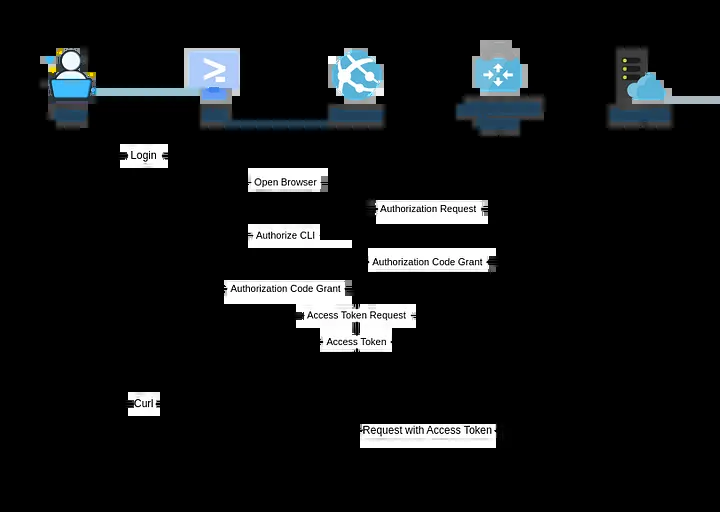 Login
Open Browser
Authorization Request
Authorize CLI
Authorization Code Grant
Authorization Code Grant
Access Token Request
Access Token
Curl
Request with Access Token